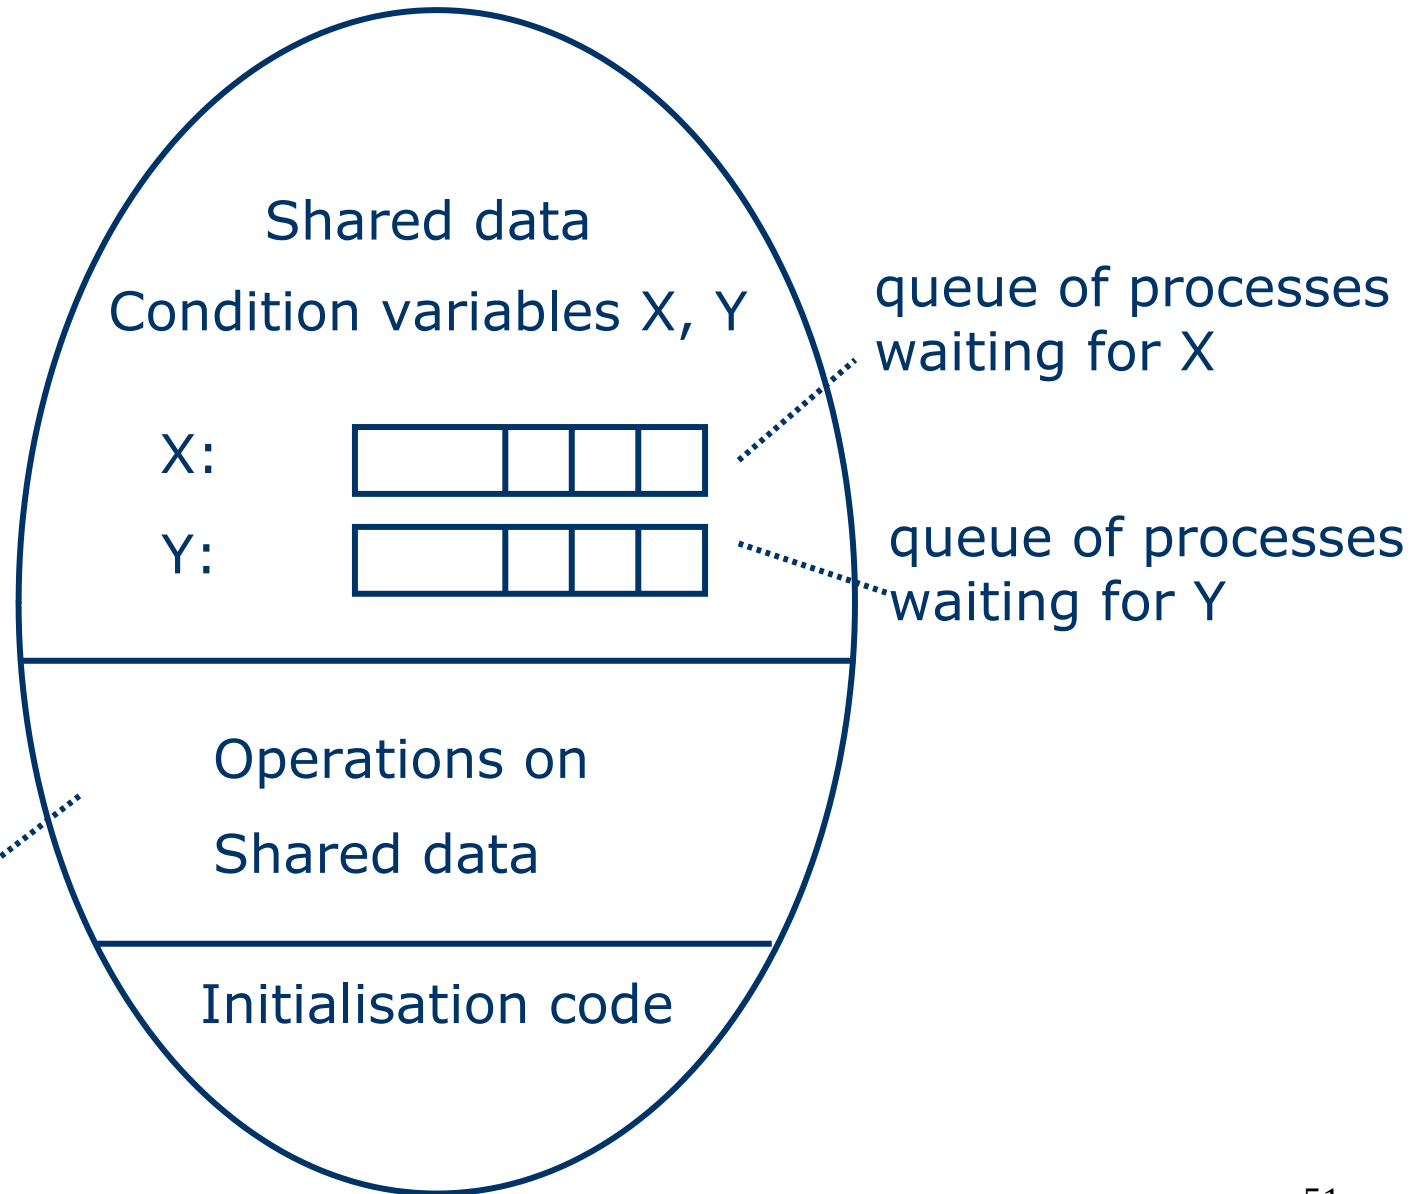 Shared data
Condition variables X, Y
queue of processes
waiting for X
X:
queue of processes
Y:
waiting for Y
Operations on
Shared data
Initialisation code
51